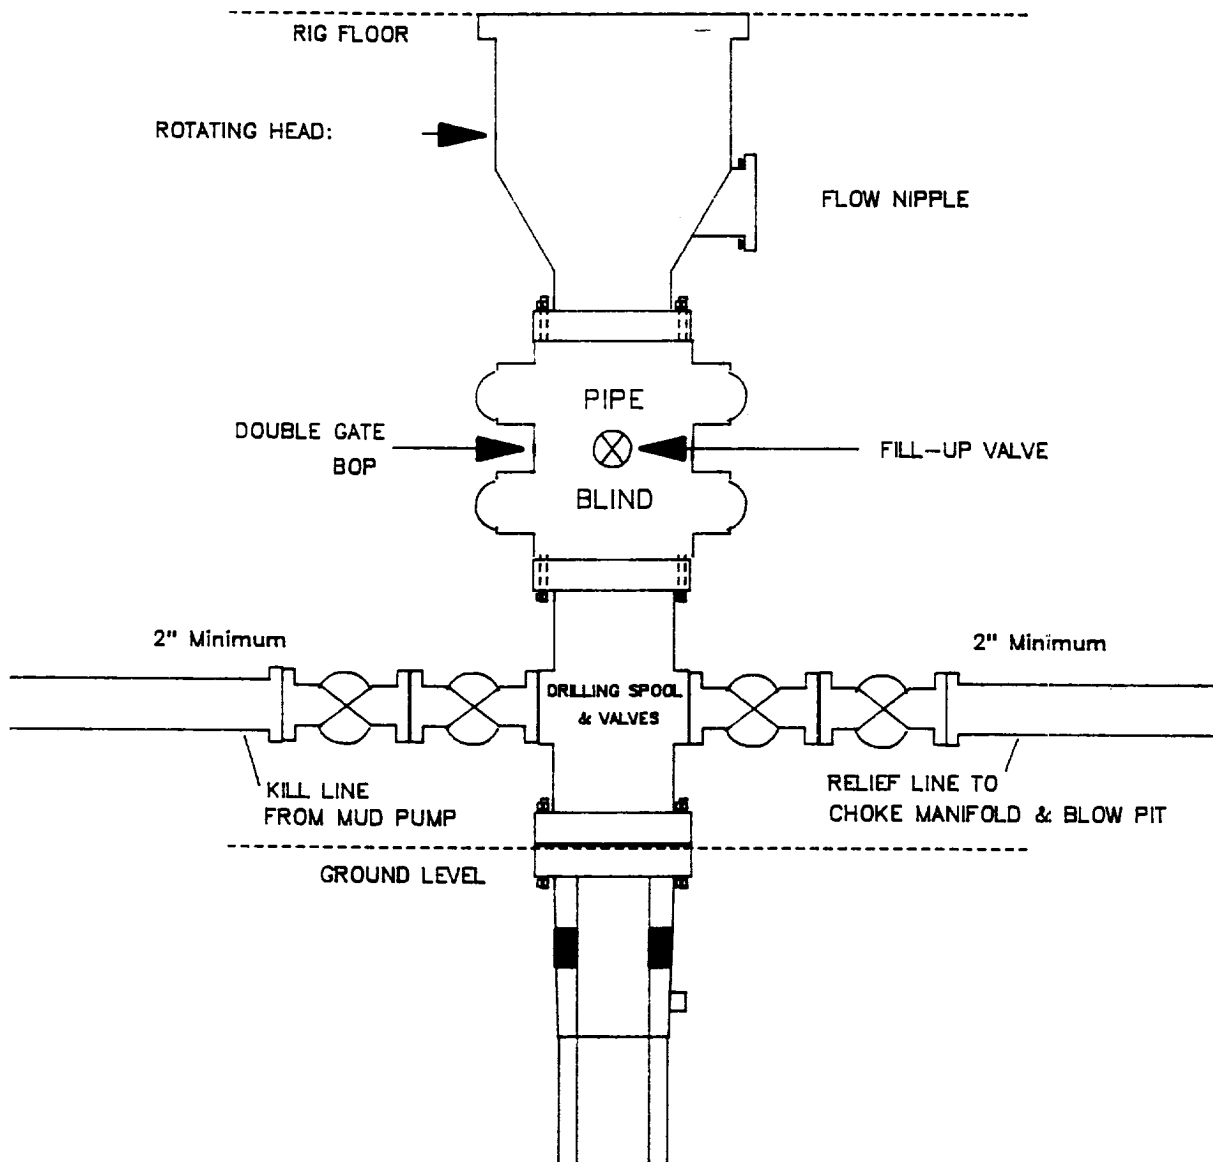 RIG FLOOR
ROTATING HEAD:
FLOW NIPPLE
PIPE
DOUBLE GATE
BOP
FILL-UP VALVE
BLIND
2" Minimum
2" Minimum
DRILLING SPOOL
& VALVES
KILL LINE
FROM MUD PUMP
RELIEF LINE TO
CHOKE MANIFOLD & BLOW PIT
GROUND LEVEL